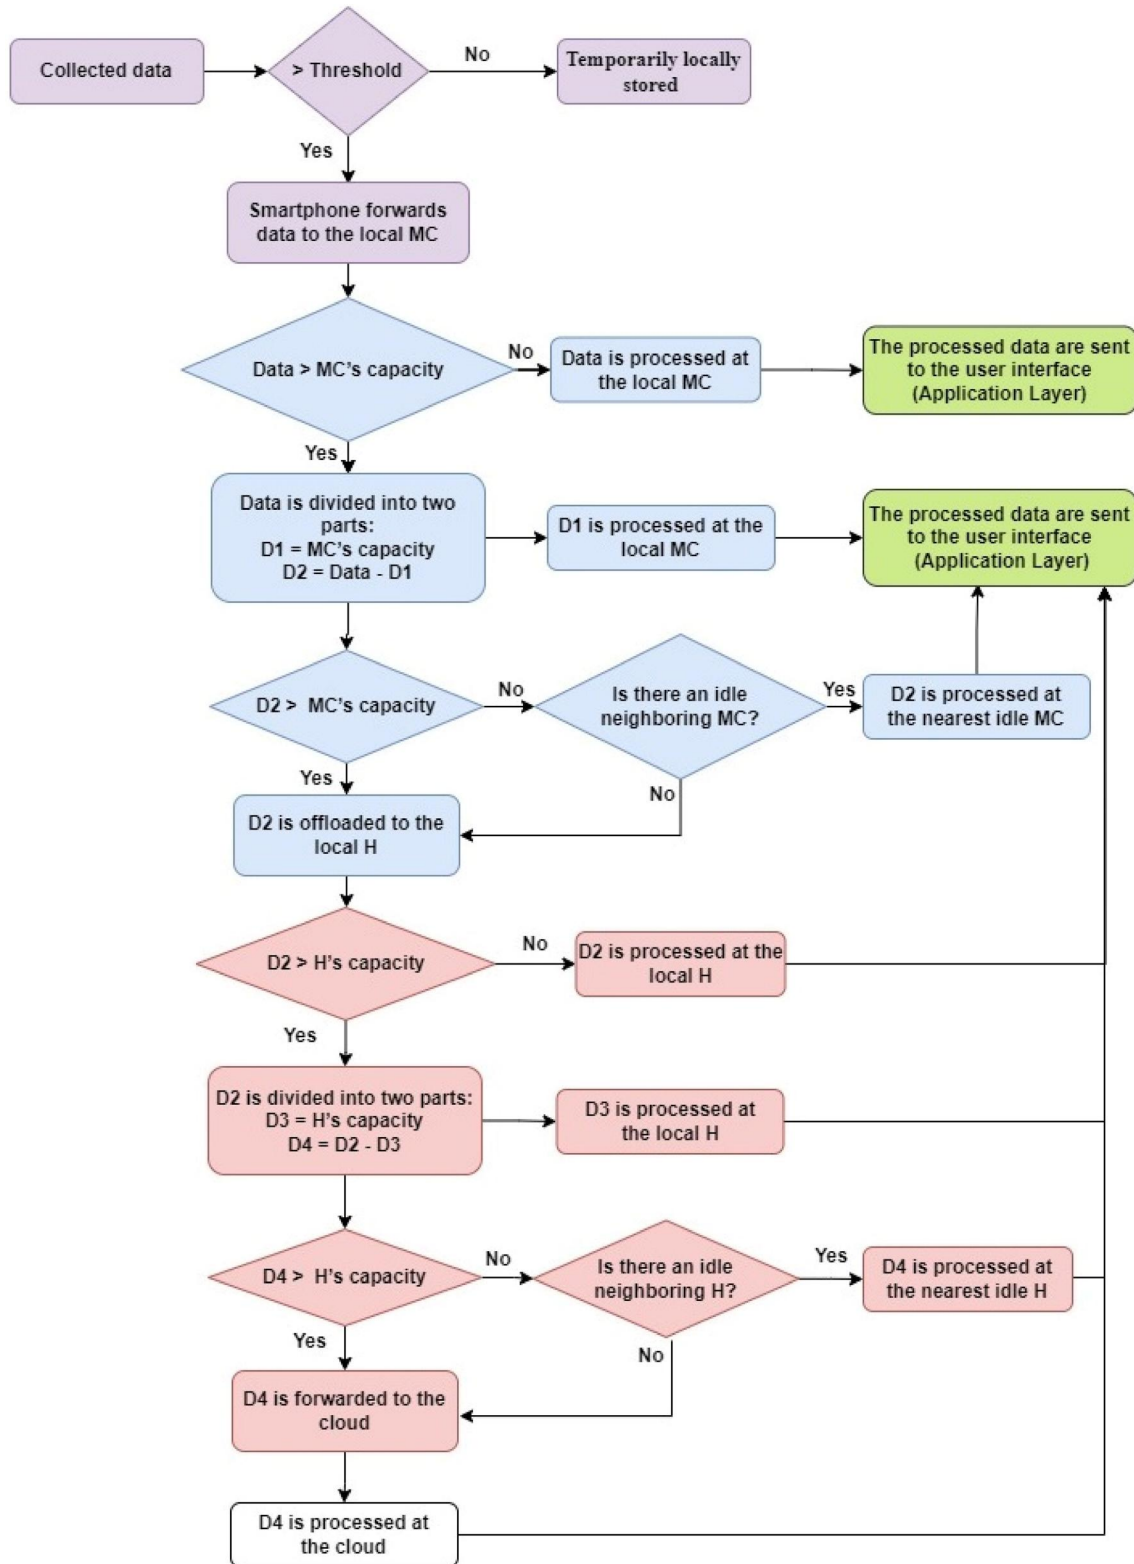 Collected data
> Threshold
No
Temporarily locally
stored
Yes
Smartphone forwards
data to the local MC
Data > MC's capacity
No
Data is processed at
the local MC
The processed data are sent
to the user interface
(Application Layer)
Yes
Data is divided into two
parts:
D1 = MC's capacity
D2 = Data - D1
D1 is processed at the
local MC
The processed data are sent
to the user interface
(Application Layer)
D2 > MC's capacity
No
Is there an idle
neighboring MC?
Yes
D2 is processed at
the nearest idle MC
Yes
No
D2 is offloaded to the
local H
D2 > H's capacity
No
D2 is processed at the
local H
Yes
D2 is divided into two parts:
D3 = H's capacity
D4 = D2 - D3
D3 is processed at
the local H
D4 > H's capacity
No
Is there an idle
neighboring H?
Yes
D4 is processed at
the nearest idle H
Yes
No
D4 is forwarded to the
cloud
D4 is processed at
the cloud